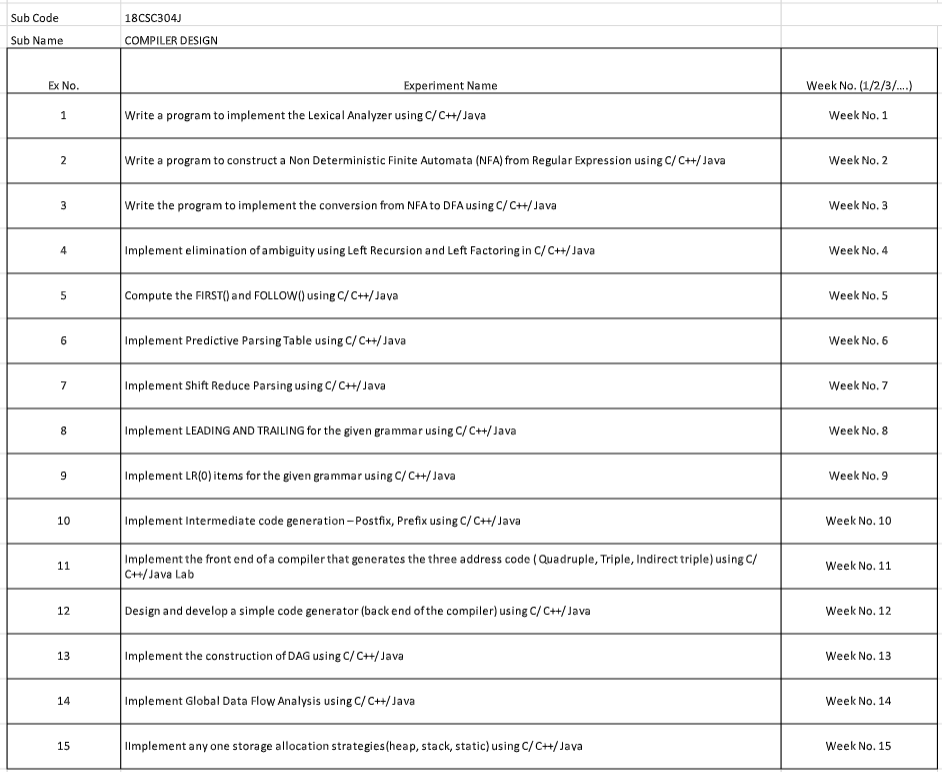 Sub Code 18CSC304J
Sub Name COMPILER DESIGN
Ex No. Experiment Name Week No. (1/2/3/....)
1 Write a program to implement the Lexical Analyzer using C/ C++/ Java Week No. 1
2 Write a program to construct a Non Deterministic Finite Automata (NFA) from Regular Expression using C/ C++/ Java Week No. 2
3 Write the program to implement the conversion from NFA to DFA using C/ C++/ Java Week No. 3
4 Implement elimination of ambiguity using Left Recursion and Left Factoring in C/ C++/ Java Week No. 4
5 Compute the FIRST() and FOLLOW() using C/ C++/ Java Week No. 5
6 Implement Predictive Parsing Table using C/ C++/ Java Week No. 6
7 Implement Shift Reduce Parsing using C/ C++/ Java Week No. 7
8 Implement LEADING AND TRAILING for the given grammar using C/ C++/ Java Week No. 8
9 Implement LR(0) items for the given grammar using C/ C++/ Java Week No. 9
10 Implement Intermediate code generation – Postfix, Prefix using C/ C++/ Java Week No. 10
11 Implement the front end of a compiler that generates the three address code ( Quadruple, Triple, Indirect triple) using C/
C++/ Java Lab Week No. 11
12 Design and develop a simple code generator (back end of the compiler) using C/ C++/ Java Week No. 12
13 Implement the construction of DAG using C/ C++/ Java Week No. 13
14 Implement Global Data Flow Analysis using C/ C++/ Java Week No. 14
15 IImplement any one storage allocation strategies(heap, stack, static) using C/ C++/ Java Week No. 15